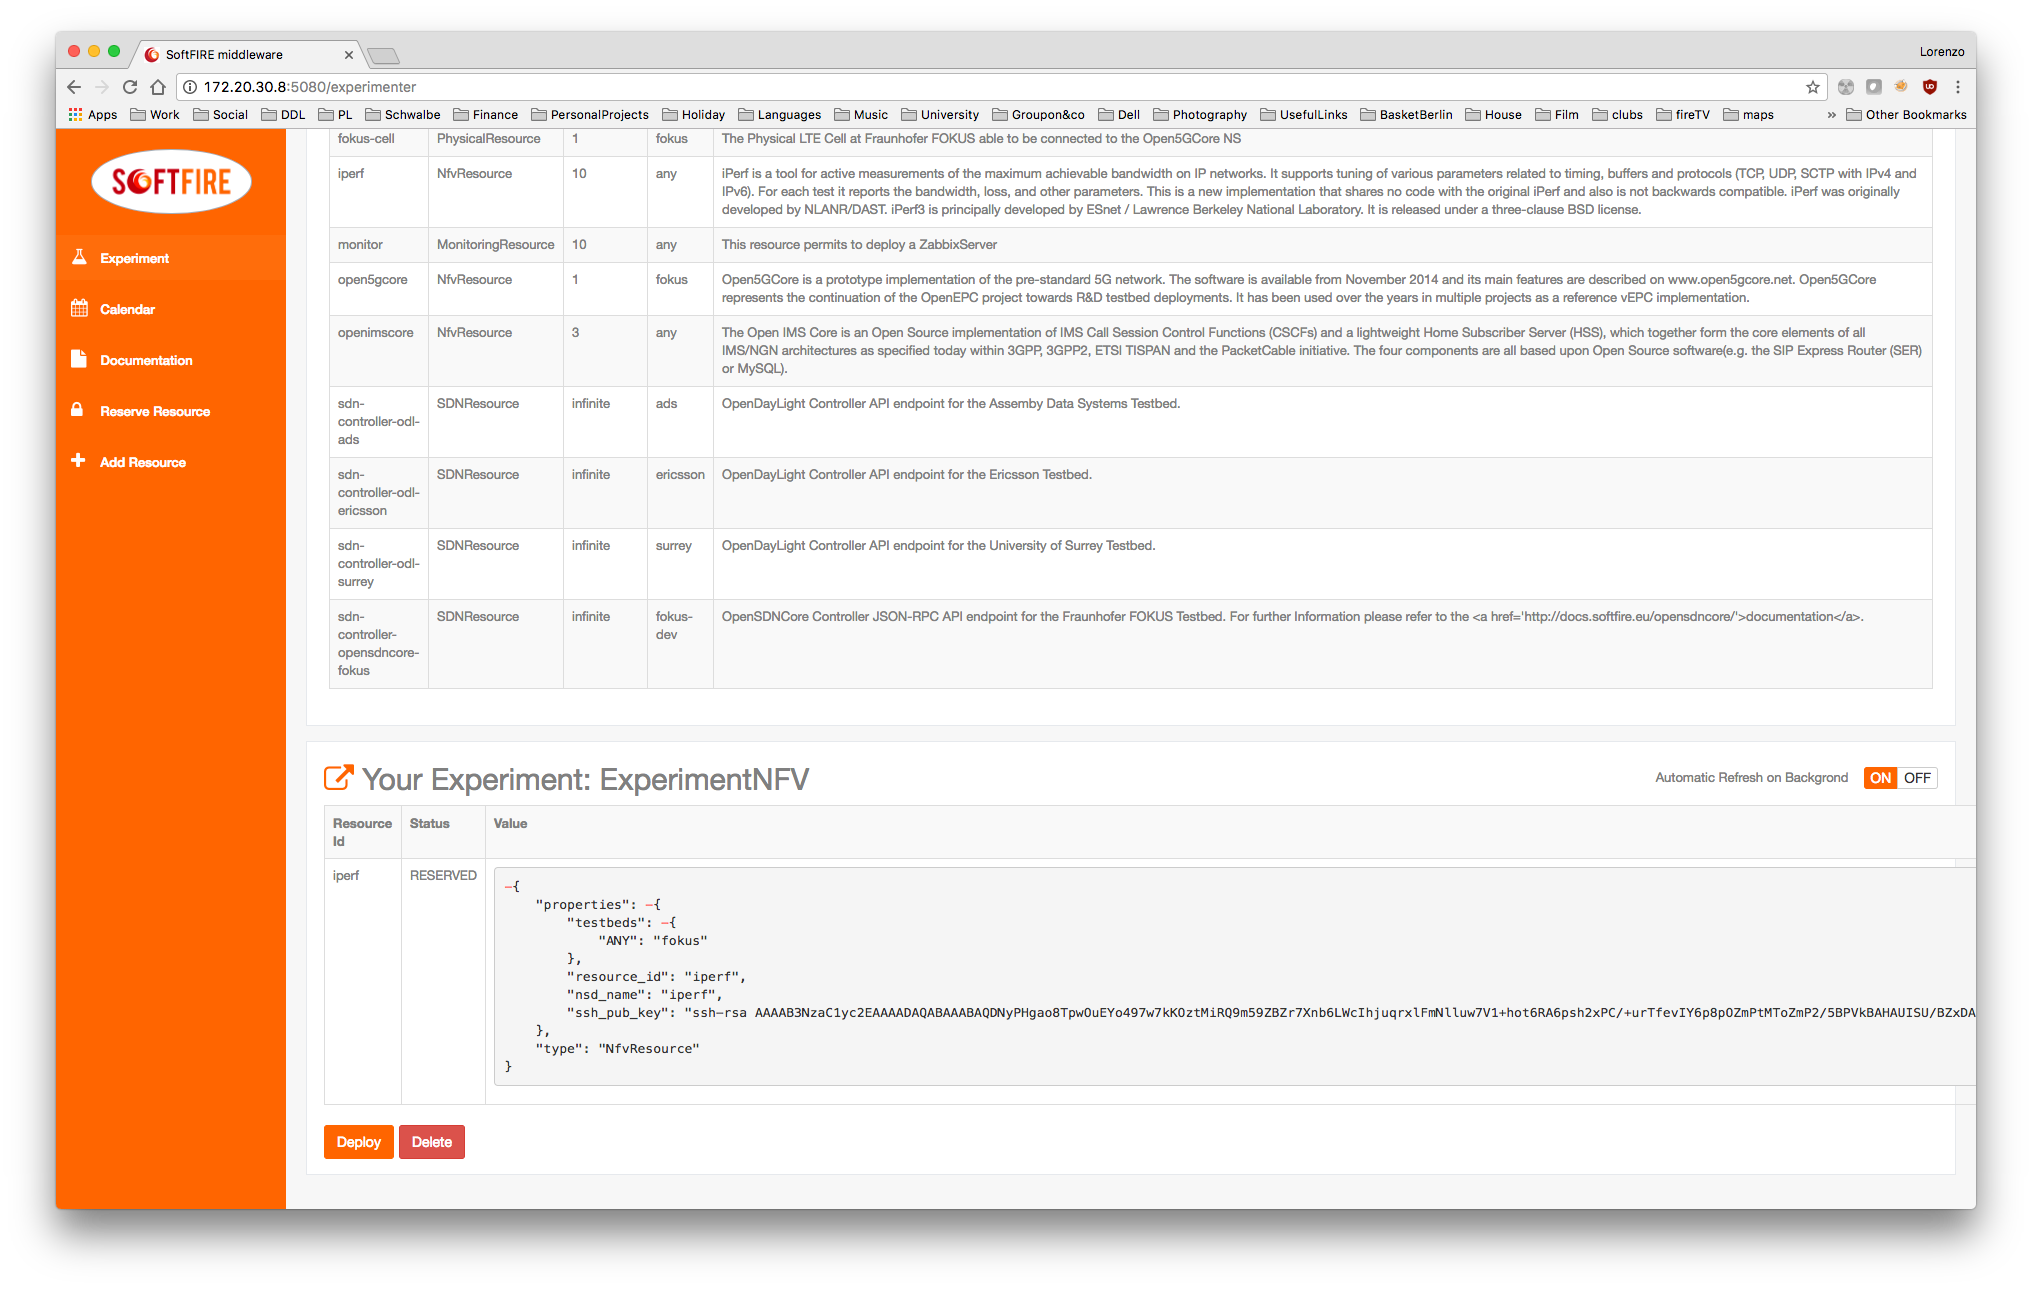 SoftFIRE middleware
Lorenzo
172.20.30.8:5080/experimenter
Apps Work Social DDL PL Schwalbe Finance PersonalProjects Holiday Languages Music University Groupon&co Dell Photography UsefulLinks BasketBerlin House Film clubs fireTV maps » Other Bookmarks
SOFTFIRE
Experiment
Calendar
Documentation
Reserve Resource
Add Resource
fokus-cell PhysicalResource 1 fokus The Physical LTE Cell at Fraunhofer FOKUS able to be connected to the Open5GCore NS
iperf NfvResource 10 any iPerf is a tool for active measurements of the maximum achievable bandwidth on IP networks. It supports tuning of various parameters related to timing, buffers and protocols (TCP, UDP, SCTP with IPv4 and
IPv6). For each test it reports the bandwidth, loss, and other parameters. This is a new implementation that shares no code with the original iPerf and also is not backwards compatible. iPerf was originally
developed by NLANR/DAST. iPerf3 is principally developed by ESnet / Lawrence Berkeley National Laboratory. It is released under a three-clause BSD license.
monitor MonitoringResource 10 any This resource permits to deploy a ZabbixServer
open5gcore NfvResource 1 fokus Open5GCore is a prototype implementation of the pre-standard 5G network. The software is available from November 2014 and its main features are described on www.open5gcore.net. Open5GCore
represents the continuation of the OpenEPC project towards R&D testbed deployments. It has been used over the years in multiple projects as a reference vEPC implementation.
openimscore NfvResource 3 any The Open IMS Core is an Open Source implementation of IMS Call Session Control Functions (CSCFs) and a lightweight Home Subscriber Server (HSS), which together form the core elements of all
IMS/NGN architectures as specified today within 3GPP, 3GPP2, ETSI TISPAN and the PacketCable initiative. The four components are all based upon Open Source software(e.g. the SIP Express Router (SER)
or MySQL).
sdn- SDNResource infinite ads OpenDayLight Controller API endpoint for the Assemby Data Systems Testbed.
controller-odl-
ads
sdn- SDNResource infinite ericsson OpenDayLight Controller API endpoint for the Ericsson Testbed.
controller-odl-
ericsson
sdn- SDNResource infinite surrey OpenDayLight Controller API endpoint for the University of Surrey Testbed.
controller-odl-
surrey
sdn- SDNResource infinite fokus- OpenSDNCore Controller JSON-RPC API endpoint for the Fraunhofer FOKUS Testbed. For further Information please refer to the <a href='http://docs.softfire.eu/opensdncore/'>documentation</a>.
controller- dev
opensdncore-
fokus
Your Experiment: ExperimentNFV
Automatic Refresh on Backgrond ON OFF
Resource Status Value
Id
iperf RESERVED
-{
"properties": -{
"testbeds": -{
"ANY": "fokus"
},
"resource_id": "iperf",
"nsd_name": "iperf",
"ssh_pub_key": "ssh-rsa AAAAB3NzaC1yc2EAAAADAQABAAABAQDNyPHgao8TpwOuEYo497w7kKOztMiRQ9m59ZBZr7Xnb6LWcIhjuqrxlFmNlluw7V1+hot6RA6psh2xPC/+urTfevIY6p8pOZmPtMToZmP2/5BPVkBAHAUISU/BZxDA
},
"type": "NfvResource"
}
Deploy Delete